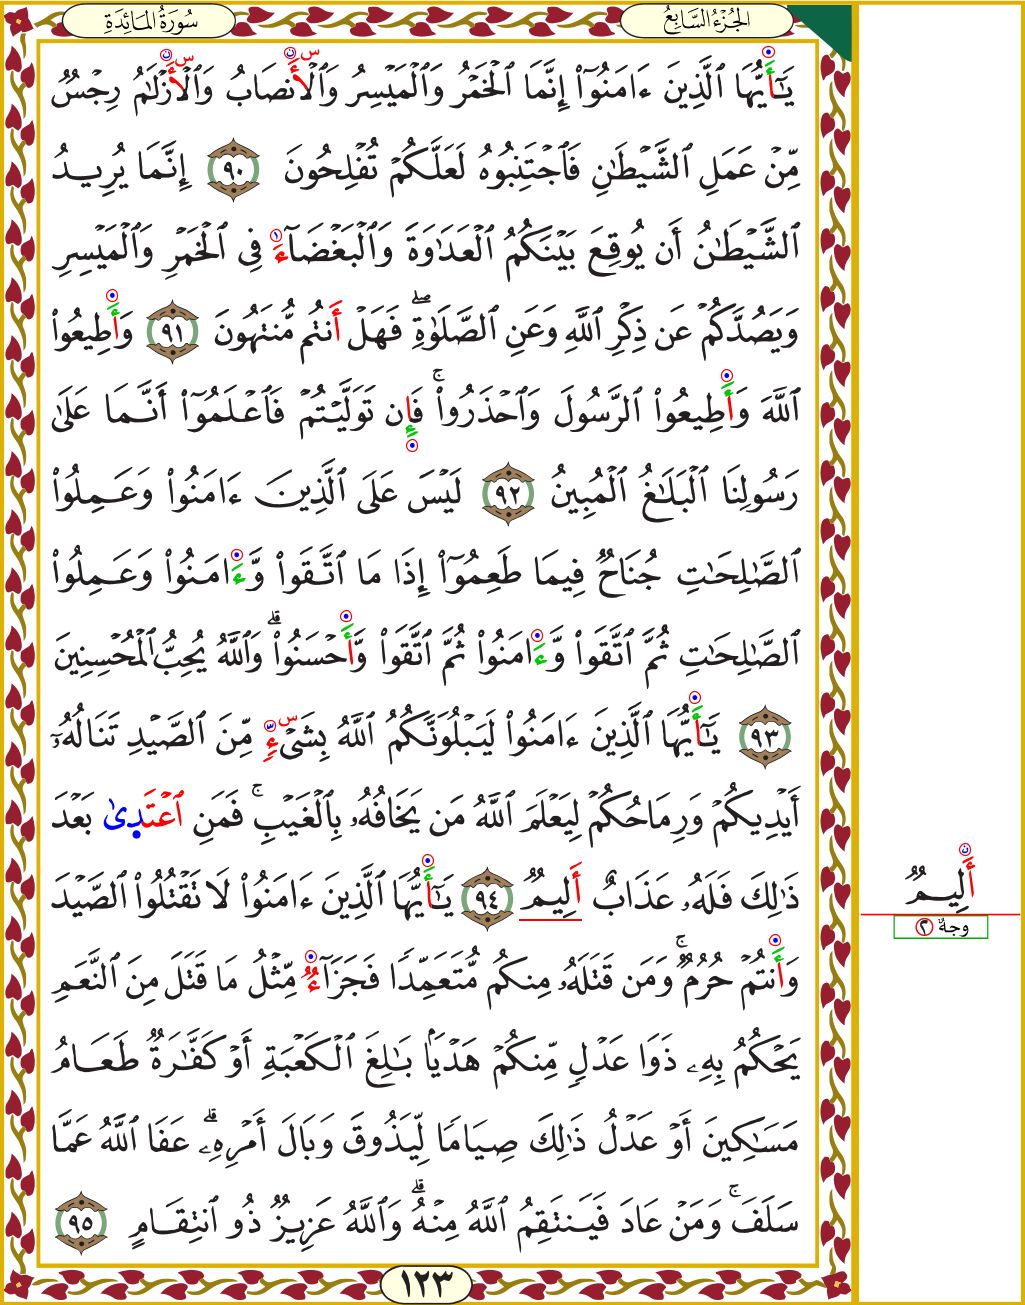 الجُزْءُ السَّابِعُ
سُورَةُ المَائِدَةِ
يَٰٓأَيُّهَا ٱلَّذِينَ ءَامَنُوٓاْ إِنَّمَا ٱلۡخَمۡرُ وَٱلۡمَيۡسِرُ وَٱلۡأَنصَابُ وَٱلۡأَزۡلَٰمُ رِجۡسٞ
مِّنۡ عَمَلِ ٱلشَّيۡطَٰنِ فَٱجۡتَنِبُوهُ لَعَلَّكُمۡ تُفۡلِحُونَ ٩٠ إِنَّمَا يُرِيدُ
ٱلشَّيۡطَٰنُ أَن يُوقِعَ بَيۡنَكُمُ ٱلۡعَدَٰوَةَ وَٱلۡبَغۡضَآءَ فِي ٱلۡخَمۡرِ وَٱلۡمَيۡسِرِ
وَيَصُدَّكُمۡ عَن ذِكۡرِ ٱللَّهِ وَعَنِ ٱلصَّلَوٰةِۖ فَهَلۡ أَنتُم مُّنتَهُونَ ٩١ وَأَطِيعُواْ
ٱللَّهَ وَأَطِيعُواْ ٱلرَّسُولَ وَٱحۡذَرُواْۚ فَإِن تَوَلَّيۡتُمۡ فَٱعۡلَمُوٓاْ أَنَّمَا عَلَىٰ
رَسُولِنَا ٱلۡبَلَٰغُ ٱلۡمُبِينُ ٩٢ لَيۡسَ عَلَى ٱلَّذِينَ ءَامَنُواْ وَعَمِلُواْ
ٱلصَّٰلِحَٰتِ جُنَاحٞ فِيمَا طَعِمُوٓاْ إِذَا مَا ٱتَّقَواْ وَّءَامَنُواْ وَعَمِلُواْ
ٱلصَّٰلِحَٰتِ ثُمَّ ٱتَّقَواْ وَّءَامَنُواْ ثُمَّ ٱتَّقَواْ وَّأَحۡسَنُواْۗ وَٱللَّهُ يُحِبُّ ٱلۡمُحۡسِنِينَ
٩٣ يَٰٓأَيُّهَا ٱلَّذِينَ ءَامَنُواْ لَيَبۡلُوَنَّكُمُ ٱللَّهُ بِشَيۡءٖ مِّنَ ٱلصَّيۡدِ تَنَالُهُۥٓ
أَيۡدِيكُمۡ وَرِمَاحُكُمۡ لِيَعۡلَمَ ٱللَّهُ مَن يَخَافُهُۥ بِٱلۡغَيۡبِۚ فَمَنِ ٱعۡتَدَىٰ بَعۡدَ
ذَٰلِكَ فَلَهُۥ عَذَابٌ أَلِيمٞ ٩٤ يَٰٓأَيُّهَا ٱلَّذِينَ ءَامَنُواْ لَا تَقۡتُلُواْ ٱلصَّيۡدَ
وَأَنتُمۡ حُرُمٞۚ وَمَن قَتَلَهُۥ مِنكُم مُّتَعَمِّدٗا فَجَزَآءٞ مِّثۡلُ مَا قَتَلَ مِنَ ٱلنَّعَمِ
يَحۡكُمُ بِهِۦ ذَوَا عَدۡلٖ مِّنكُمۡ هَدۡيَۢا بَٰلِغَ ٱلۡكَعۡبَةِ أَوۡ كَفَّٰرَةٞ طَعَامُ
مَسَٰكِينَ أَوۡ عَدۡلُ ذَٰلِكَ صِيَامٗا لِّيَذُوقَ وَبَالَ أَمۡرِهِۦۗ عَفَا ٱللَّهُ عَمَّا
سَلَفَۚ وَمَنۡ عَادَ فَيَنتَقِمُ ٱللَّهُ مِنۡهُۗ وَٱللَّهُ عَزِيزٞ ذُو ٱنتِقَامٍ ٩٥
أَلِيمٞ
وجهٌ ٢
١٢٣